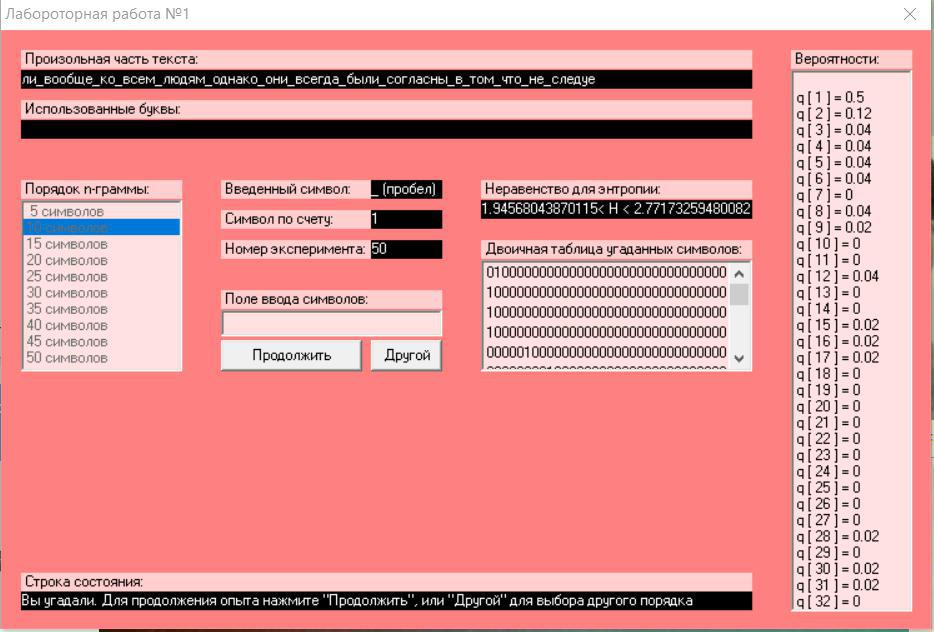 Лабороторная работа №1
Произольная часть текста:
ли_вообще_ко_всем_людям_однако_они_всегда_были_согласны_в_том_что_не_следуе
Использованные буквы:
Порядок n-граммы:
5 символов
10 символов
15 символов
20 символов
25 символов
30 символов
35 символов
40 символов
45 символов
50 символов
Введенный символ: _ (пробел)
Символ по счету: 1
Номер эксперимента: 50
Поле ввода символов:
Продолжить Другой
Неравенство для энтропии:
1.94568043870115< H < 2.77173259480082
Двоичная таблица угаданных символов:
01000000000000000000000000000000
10000000000000000000000000000000
10000000000000000000000000000000
10000000000000000000000000000000
00000100000000000000000000000000
Вероятности:
q [ 1 ] = 0.5
q [ 2 ] = 0.12
q [ 3 ] = 0.04
q [ 4 ] = 0.04
q [ 5 ] = 0.04
q [ 6 ] = 0.04
q [ 7 ] = 0
q [ 8 ] = 0.04
q [ 9 ] = 0.02
q [ 10 ] = 0
q [ 11 ] = 0
q [ 12 ] = 0.04
q [ 13 ] = 0
q [ 14 ] = 0
q [ 15 ] = 0.02
q [ 16 ] = 0.02
q [ 17 ] = 0.02
q [ 18 ] = 0
q [ 19 ] = 0
q [ 20 ] = 0
q [ 21 ] = 0
q [ 22 ] = 0
q [ 23 ] = 0
q [ 24 ] = 0
q [ 25 ] = 0
q [ 26 ] = 0
q [ 27 ] = 0
q [ 28 ] = 0.02
q [ 29 ] = 0
q [ 30 ] = 0.02
q [ 31 ] = 0.02
q [ 32 ] = 0
Строка состояния:
Вы угадали. Для продолжения опыта нажмите "Продолжить", или "Другой" для выбора другого порядка